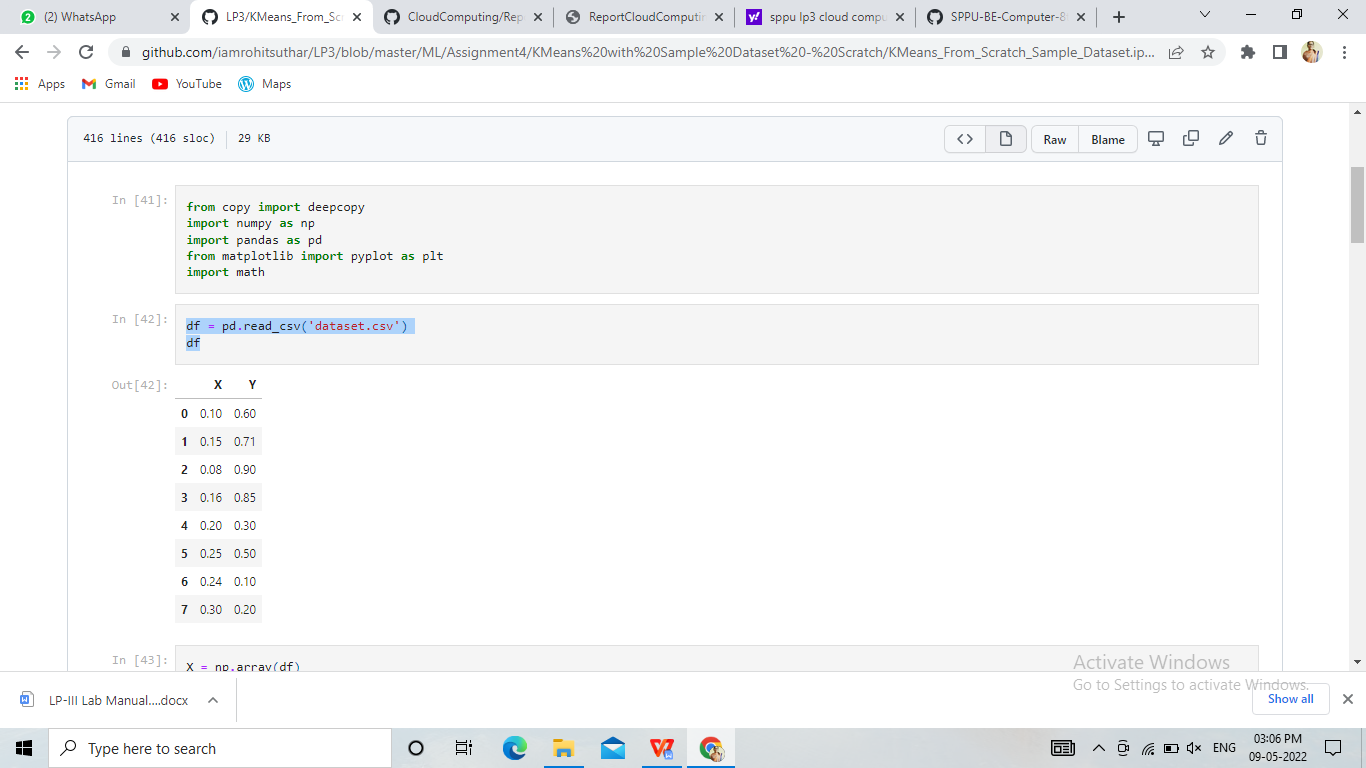 (2) WhatsApp
LP3/KMeans_From_Sc
CloudComputing/Rep
ReportCloudComputin
sppu lp3 cloud compu
SPPU-BE-Computer-8
github.com/iamrohitsuthar/LP3/blob/master/ML/Assignment4/KMeans%20with%20Sample%20Dataset%20-%20Scratch/KMeans_From_Scratch_Sample_Dataset.ip...
Apps
Gmail
YouTube
Maps
416 lines (416 sloc) 29 KB
Raw
Blame
In [41]:
from copy import deepcopy
import numpy as np
import pandas as pd
from matplotlib import pyplot as plt
import math
In [42]:
df = pd.read_csv('dataset.csv')
df
Out[42]:
X Y
0 0.10 0.60
1 0.15 0.71
2 0.08 0.90
3 0.16 0.85
4 0.20 0.30
5 0.25 0.50
6 0.24 0.10
7 0.30 0.20
In [43]:
X = np.array(df)
Activate Windows
Go to Settings to activate Windows.
LP-III Lab Manual....docx
Show all
Type here to search
ENG
03:06 PM
09-05-2022